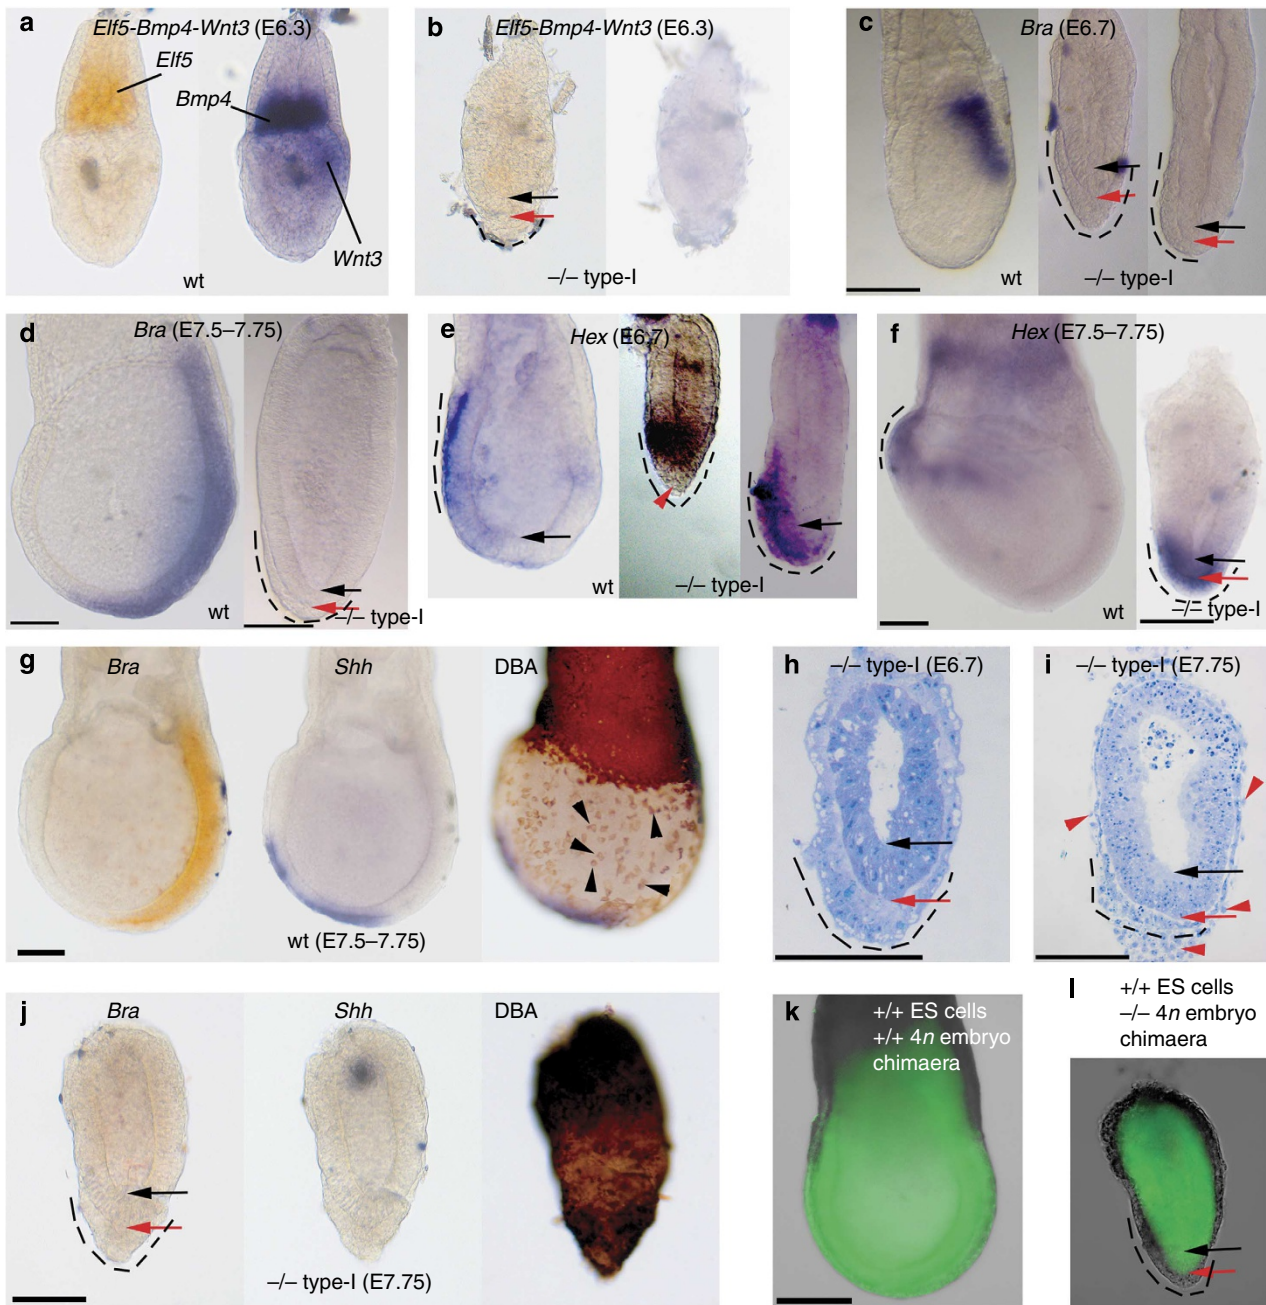 a
Elf5-Bmp4-Wnt3 (E6.3)
Elf5
Bmp4
Wnt3
wt
b
Elf5-Bmp4-Wnt3 (E6.3)
–/– type-I
c
Bra (E6.7)
wt
–/– type-I
d
Bra (E7.5–7.75)
wt
–/– type-I
e
Hex (E6.7)
wt
–/– type-I
f
Hex (E7.5–7.75)
wt
–/– type-I
g
Bra
Shh
DBA
wt (E7.5–7.75)
h
–/– type-I (E6.7)
i
–/– type-I (E7.75)
j
Bra
Shh
DBA
–/– type-I (E7.75)
k
+/+ ES cells
+/+ 4n embryo
chimaera
l
+/+ ES cells
–/– 4n embryo
chimaera